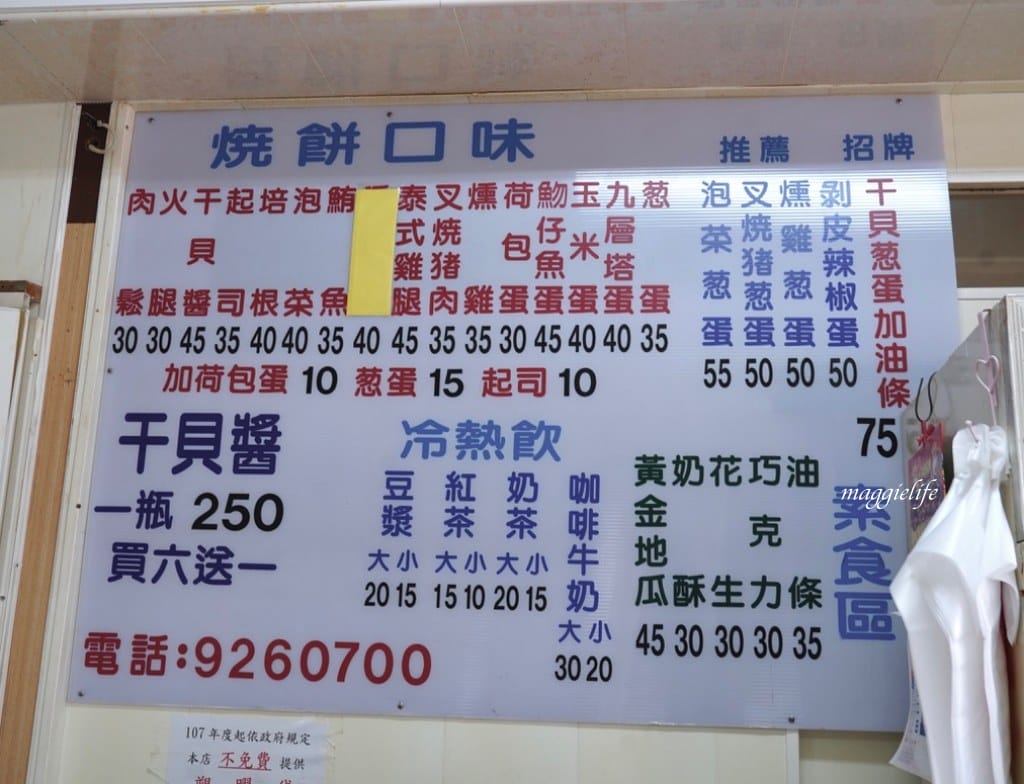 燒餅口味
肉鬆 30
火腿 30
干貝醬 45
起司 35
培根 40
泡菜 40
鮪魚 35
40
泰式雞腿 45
叉燒猪肉 35
燻雞 35
荷包蛋 30
魩仔魚蛋 45
玉米蛋 40
九層塔蛋 40
葱蛋 35
加荷包蛋 10 葱蛋 15 起司 10
推薦
泡菜葱蛋 55
叉燒猪葱蛋 50
燻雞葱蛋 50
剥皮辣椒蛋 50
招牌
干貝葱蛋加油條 75
干貝醬
一瓶 250
買六送一
冷熱飲
豆漿 大 20 小 15
紅茶 大 15 小 10
奶茶 大 20 小 15
咖啡牛奶 大 30 小 20
黃金地瓜 45
奶酥 30
花生 30
巧克力 30
油條 35
素食區
電話:9260700
maggielife
107年度起依政府規定
本店 不免費 提供